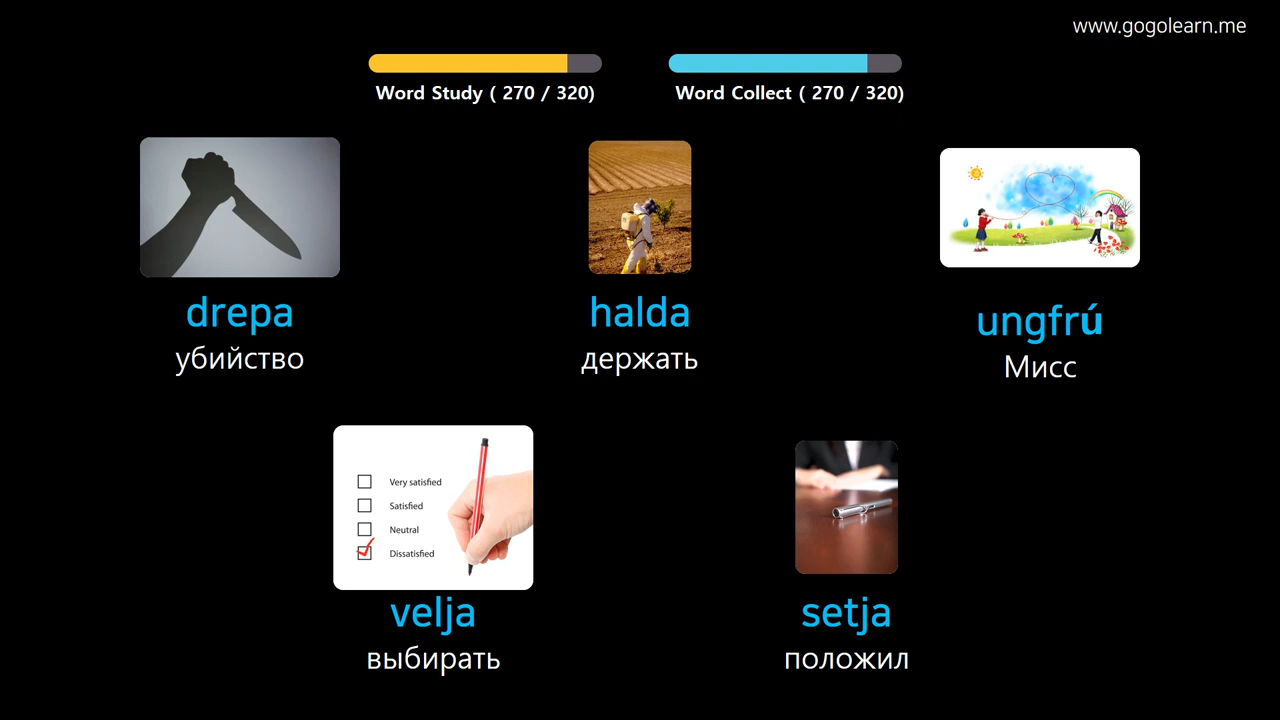 www.gogolearn.me
Word Study ( 270 / 320)
Word Collect ( 270 / 320)
drepa
убийство
halda
держать
ungfrú
Мисс
Very satisfied
Satisfied
Neutral
Dissatisfied
velja
выбирать
setja
положил